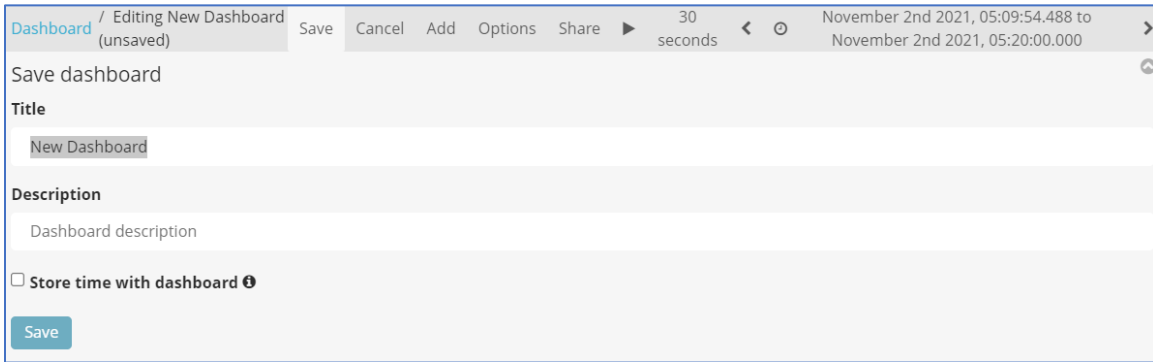 Dashboard / Editing New Dashboard (unsaved) Save Cancel Add Options Share 30 seconds November 2nd 2021, 05:09:54.488 to November 2nd 2021, 05:20:00.000
Save dashboard
Title
New Dashboard
Description
Dashboard description
Store time with dashboard
Save